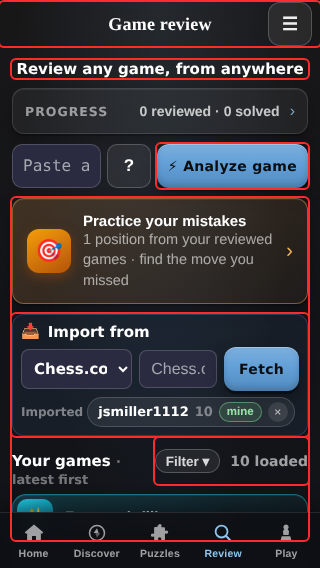 Game review
☰
Review any game, from anywhere
PROGRESS 0 reviewed · 0 solved ›
Paste a ? ⚡ Analyze game
Practice your mistakes
1 position from your reviewed
games · find the move you
missed
›
📥 Import from
Chess.co Chess.c Fetch
Imported jsmiller1112 10 mine ×
Your games ·
latest first
Filter ▾ 10 loaded
Home Discover Puzzles Review Play